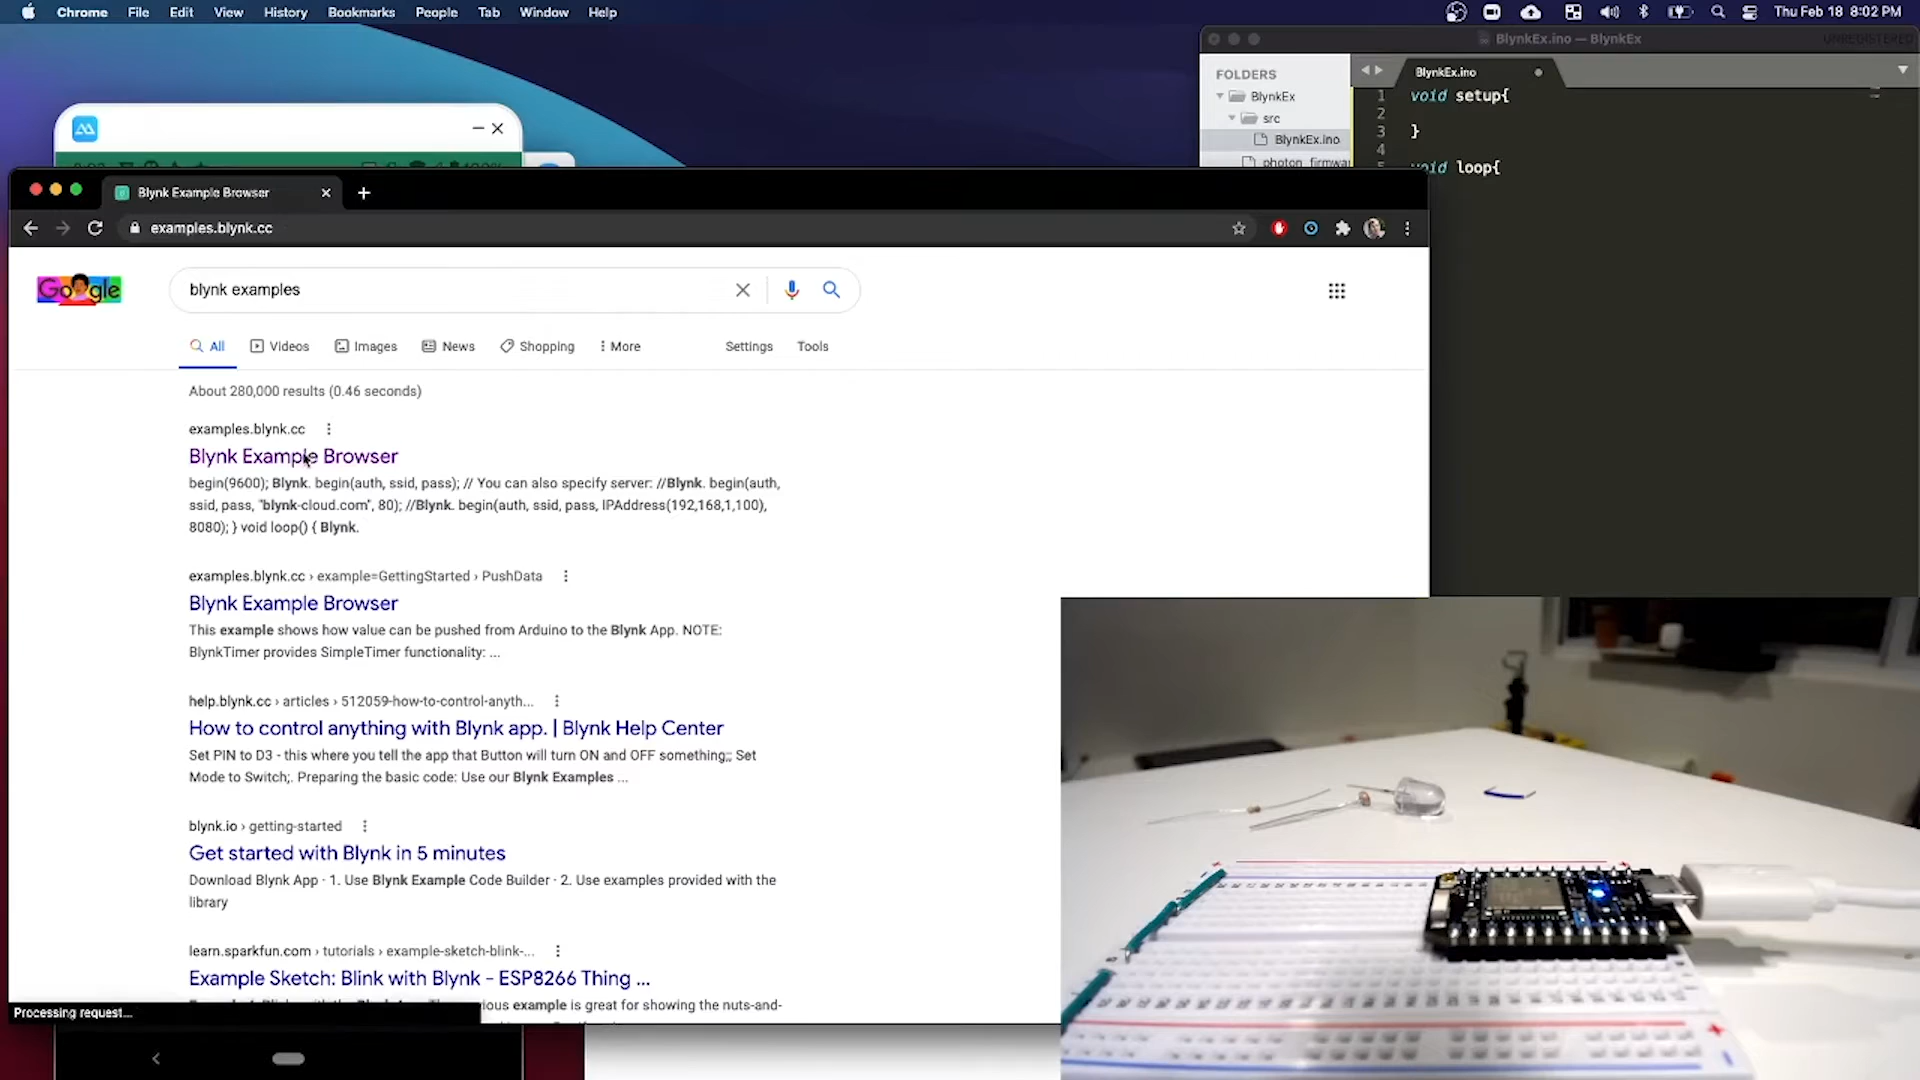 Chrome File Edit View History Bookmarks People Tab Window Help Thu Feb 18 8:02 PM
BlynkEx.ino — BlynkEx UNREGISTERED
FOLDERS
BlynkEx
src
BlynkEx.ino
photon_firmwa
BlynkEx.ino
1 void setup{
2
3 }
4
5 void loop{
Blynk Example Browser
examples.blynk.cc
Google
blynk examples
All Videos Images News Shopping More Settings Tools
About 280,000 results (0.46 seconds)
examples.blynk.cc
Blynk Example Browser
begin(9600); Blynk. begin(auth, ssid, pass); // You can also specify server: //Blynk. begin(auth,
ssid, pass, "blynk-cloud.com", 80); //Blynk. begin(auth, ssid, pass, IPAddress(192,168,1,100),
8080); } void loop() { Blynk.
examples.blynk.cc › example=GettingStarted › PushData
Blynk Example Browser
This example shows how value can be pushed from Arduino to the Blynk App. NOTE:
BlynkTimer provides SimpleTimer functionality: ...
help.blynk.cc › articles › 512059-how-to-control-anyth...
How to control anything with Blynk app. | Blynk Help Center
Set PIN to D3 - this where you tell the app that Button will turn ON and OFF something;; Set
Mode to Switch;. Preparing the basic code: Use our Blynk Examples ...
blynk.io › getting-started
Get started with Blynk in 5 minutes
Download Blynk App · 1. Use Blynk Example Code Builder · 2. Use examples provided with the
library
learn.sparkfun.com › tutorials › example-sketch-blink-...
Example Sketch: Blink with Blynk - ESP8266 Thing ...
example is great for showing the nuts-and-
Processing request...